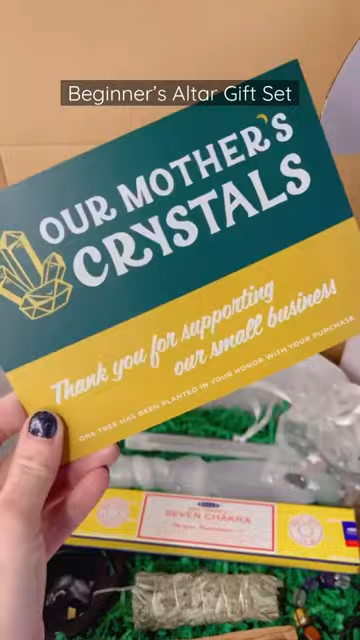 Beginner's Altar Gift Set
OUR MOTHER'S
CRYSTALS
Thank you for supporting
our small business
ONE TREE HAS BEEN PLANTED IN YOUR HONOR WITH YOUR PURCHASE
SEVEN CHAKRA